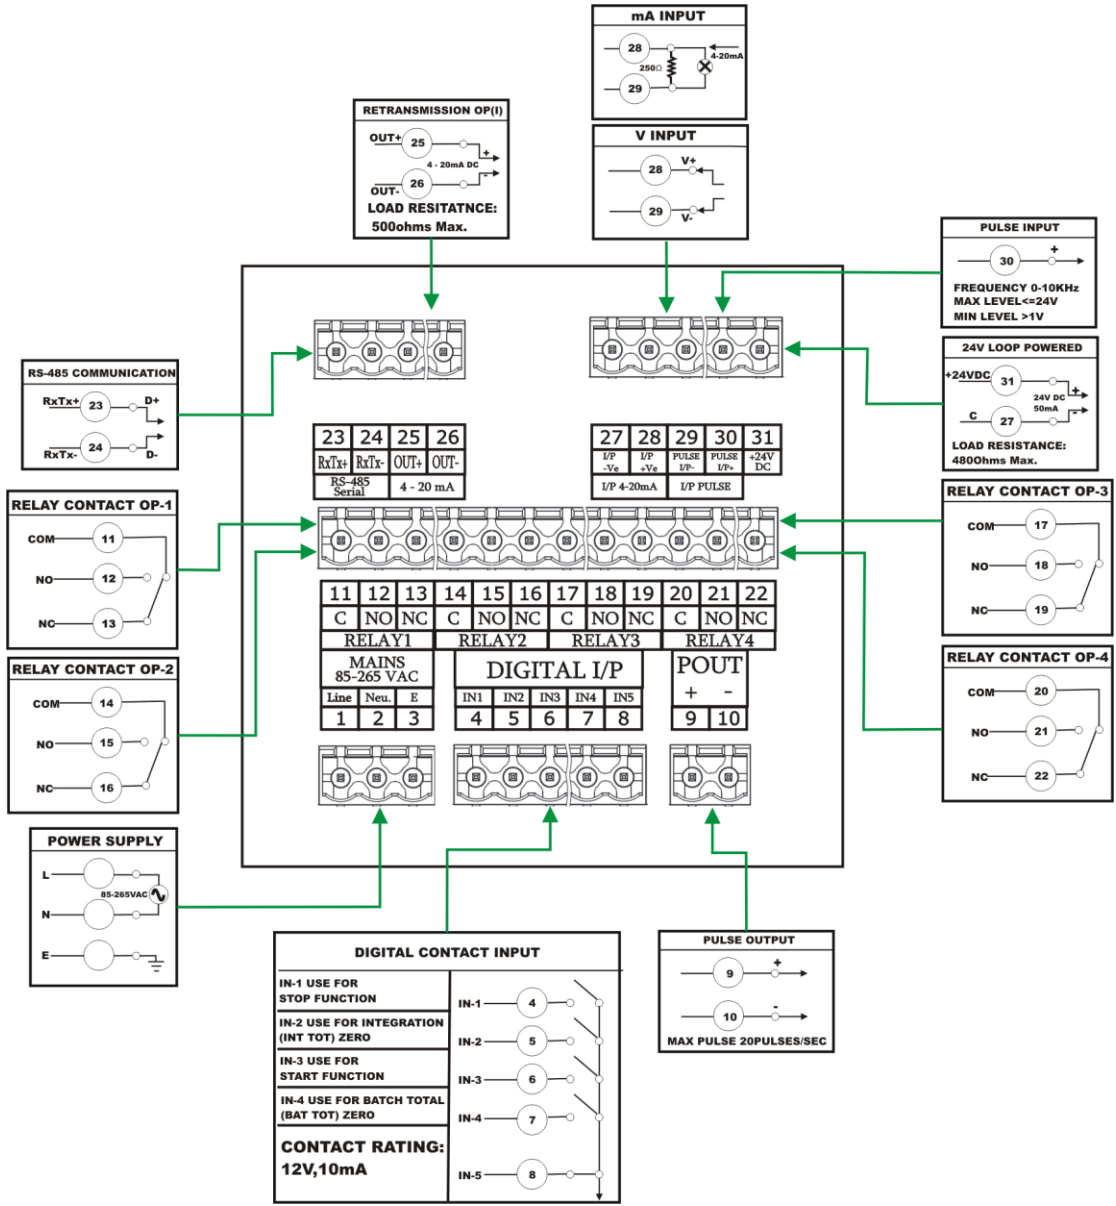 mA INPUT
28
4-20mA
250Ω
29
RETRANSMISSION OP(I)
OUT+
25
+
4 - 20mA DC
-
26
OUT-
LOAD RESITATNCE:
500ohms Max.
V INPUT
28
V+
29
V-
PULSE INPUT
30
+
FREQUENCY 0-10KHz
MAX LEVEL<=24V
MIN LEVEL >1V
24V LOOP POWERED
+24VDC
31
+
24V DC
50mA
-
C
27
LOAD RESISTANCE:
480Ohms Max.
RS-485 COMMUNICATION
RxTx+
23
D+
24
RxTx-
D-
23 24 25 26
RxTx+ RxTx- OUT+ OUT-
RS-485
Serial
4 - 20 mA
27 28 29 30 31
I/P I/P PULSE PULSE +24V
-Ve +Ve I/P- I/P+ DC
I/P 4-20mA I/P PULSE
RELAY CONTACT OP-1
COM 11
NO 12
NC 13
RELAY CONTACT OP-3
COM 17
NO 18
NC 19
11 12 13 14 15 16 17 18 19 20 21 22
C NO NC C NO NC C NO NC C NO NC
RELAY1 RELAY2 RELAY3 RELAY4
MAINS
85-265 VAC
DIGITAL I/P
POUT
+ -
Line Neu. E IN1 IN2 IN3 IN4 IN5
1 2 3 4 5 6 7 8 9 10
RELAY CONTACT OP-2
COM 14
NO 15
NC 16
RELAY CONTACT OP-4
COM 20
NO 21
NC 22
POWER SUPPLY
L
85-265VAC
N
E
DIGITAL CONTACT INPUT
IN-1 USE FOR
STOP FUNCTION
IN-2 USE FOR INTEGRATION
(INT TOT) ZERO
IN-3 USE FOR
START FUNCTION
IN-4 USE FOR BATCH TOTAL
(BAT TOT) ZERO
CONTACT RATING:
12V,10mA
IN-1 4
IN-2 5
IN-3 6
IN-4 7
IN-5 8
PULSE OUTPUT
9
+
10
-
MAX PULSE 20PULSES/SEC